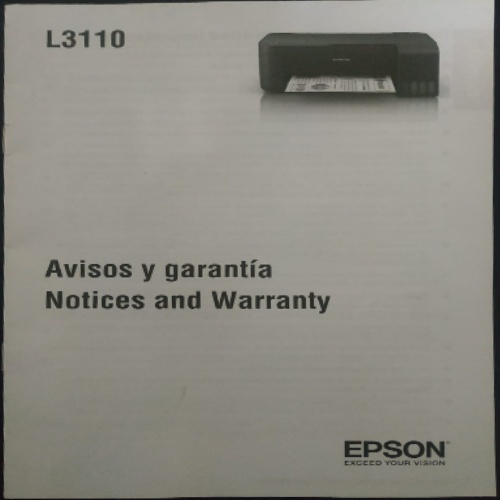 L3110
Avisos y garantía
Notices and Warranty
EPSON
EXCEED YOUR VISION